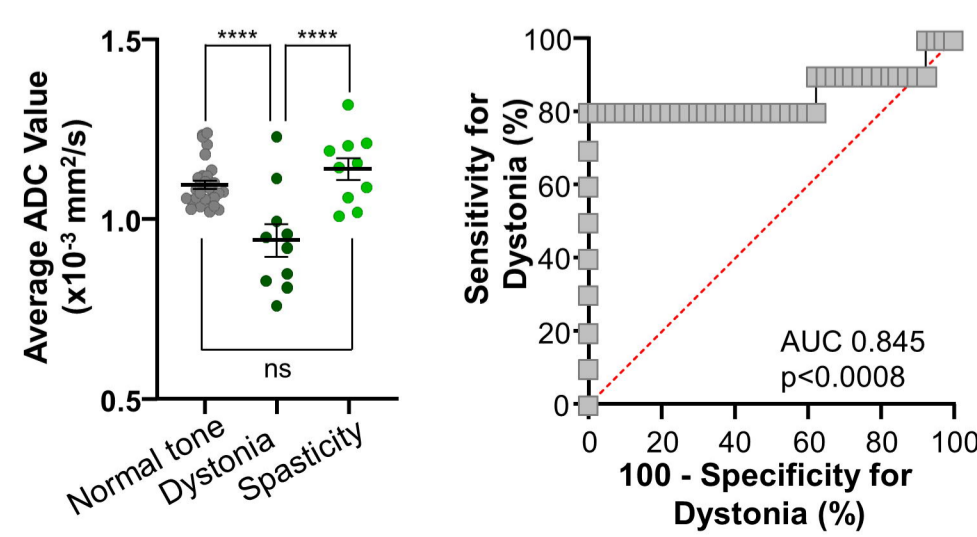 **** ****
1.5
1.0
0.5
Average ADC Value
(x10⁻³ mm²/s)
ns
Normal tone
Dystonia
Spasticity
Sensitivity for
Dystonia (%)
100
80
60
40
20
0
AUC 0.845
p<0.0008
0 20 40 60 80 100
100 - Specificity for
Dystonia (%)